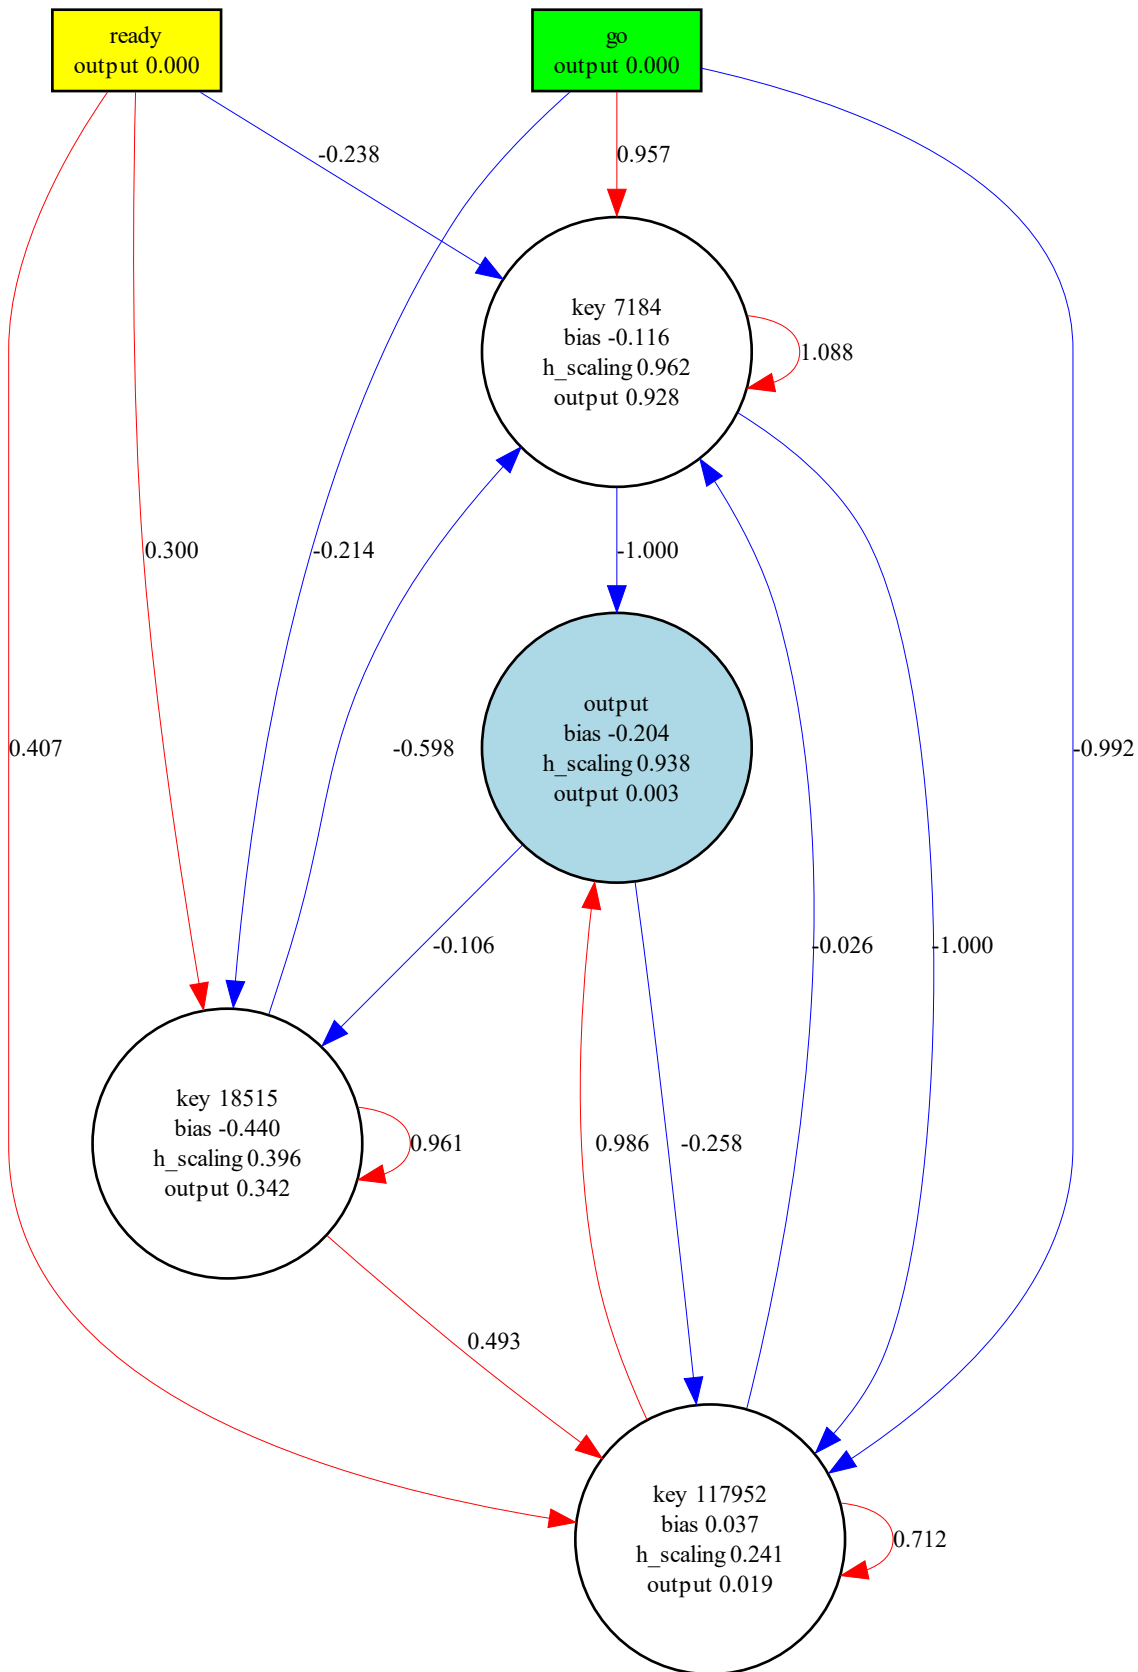 ready
output 0.000
go
output 0.000
-0.238
0.957
key 7184
bias -0.116
h_scaling 0.962
output 0.928
1.088
0.300
-0.214
-1.000
output
bias -0.204
h_scaling 0.938
output 0.003
0.407
-0.598
-0.992
-0.106
-0.026
-1.000
key 18515
bias -0.440
h_scaling 0.396
output 0.342
0.961
0.986
-0.258
0.493
key 117952
bias 0.037
h_scaling 0.241
output 0.019
0.712